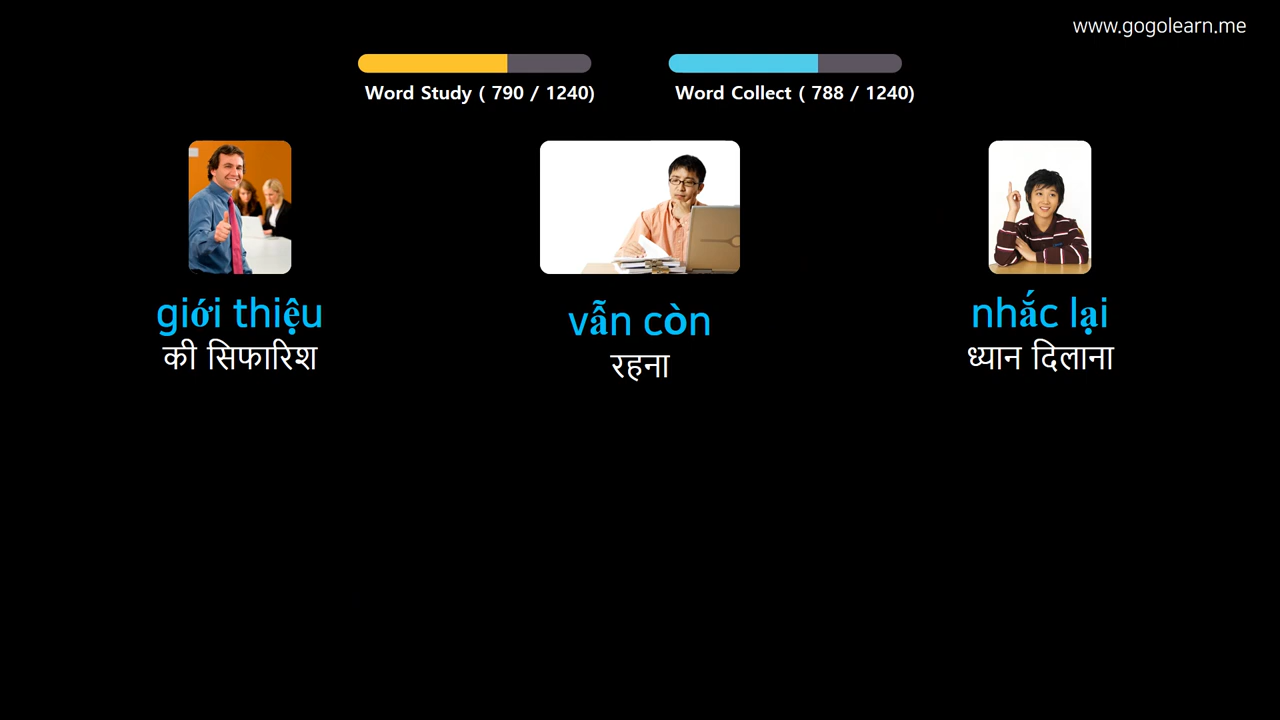 www.gogolearn.me
Word Study ( 790 / 1240)
Word Collect ( 788 / 1240)
giới thiệu
की सिफारिश
vẫn còn
रहना
nhắc lại
ध्यान दिलाना